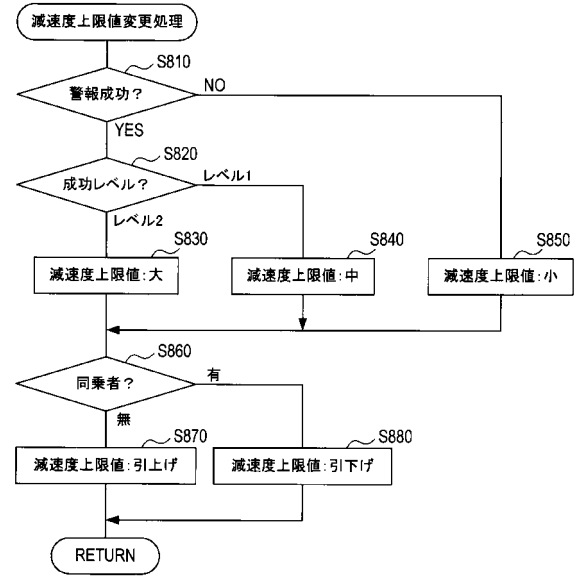 減速度上限値変更処理
S810
警報成功？
NO
YES
S820
成功レベル？
レベル1
レベル2
S830
減速度上限値：大
S840
減速度上限値：中
S850
減速度上限値：小
S860
同乗者？
有
無
S870
減速度上限値：引上げ
S880
減速度上限値：引下げ
RETURN